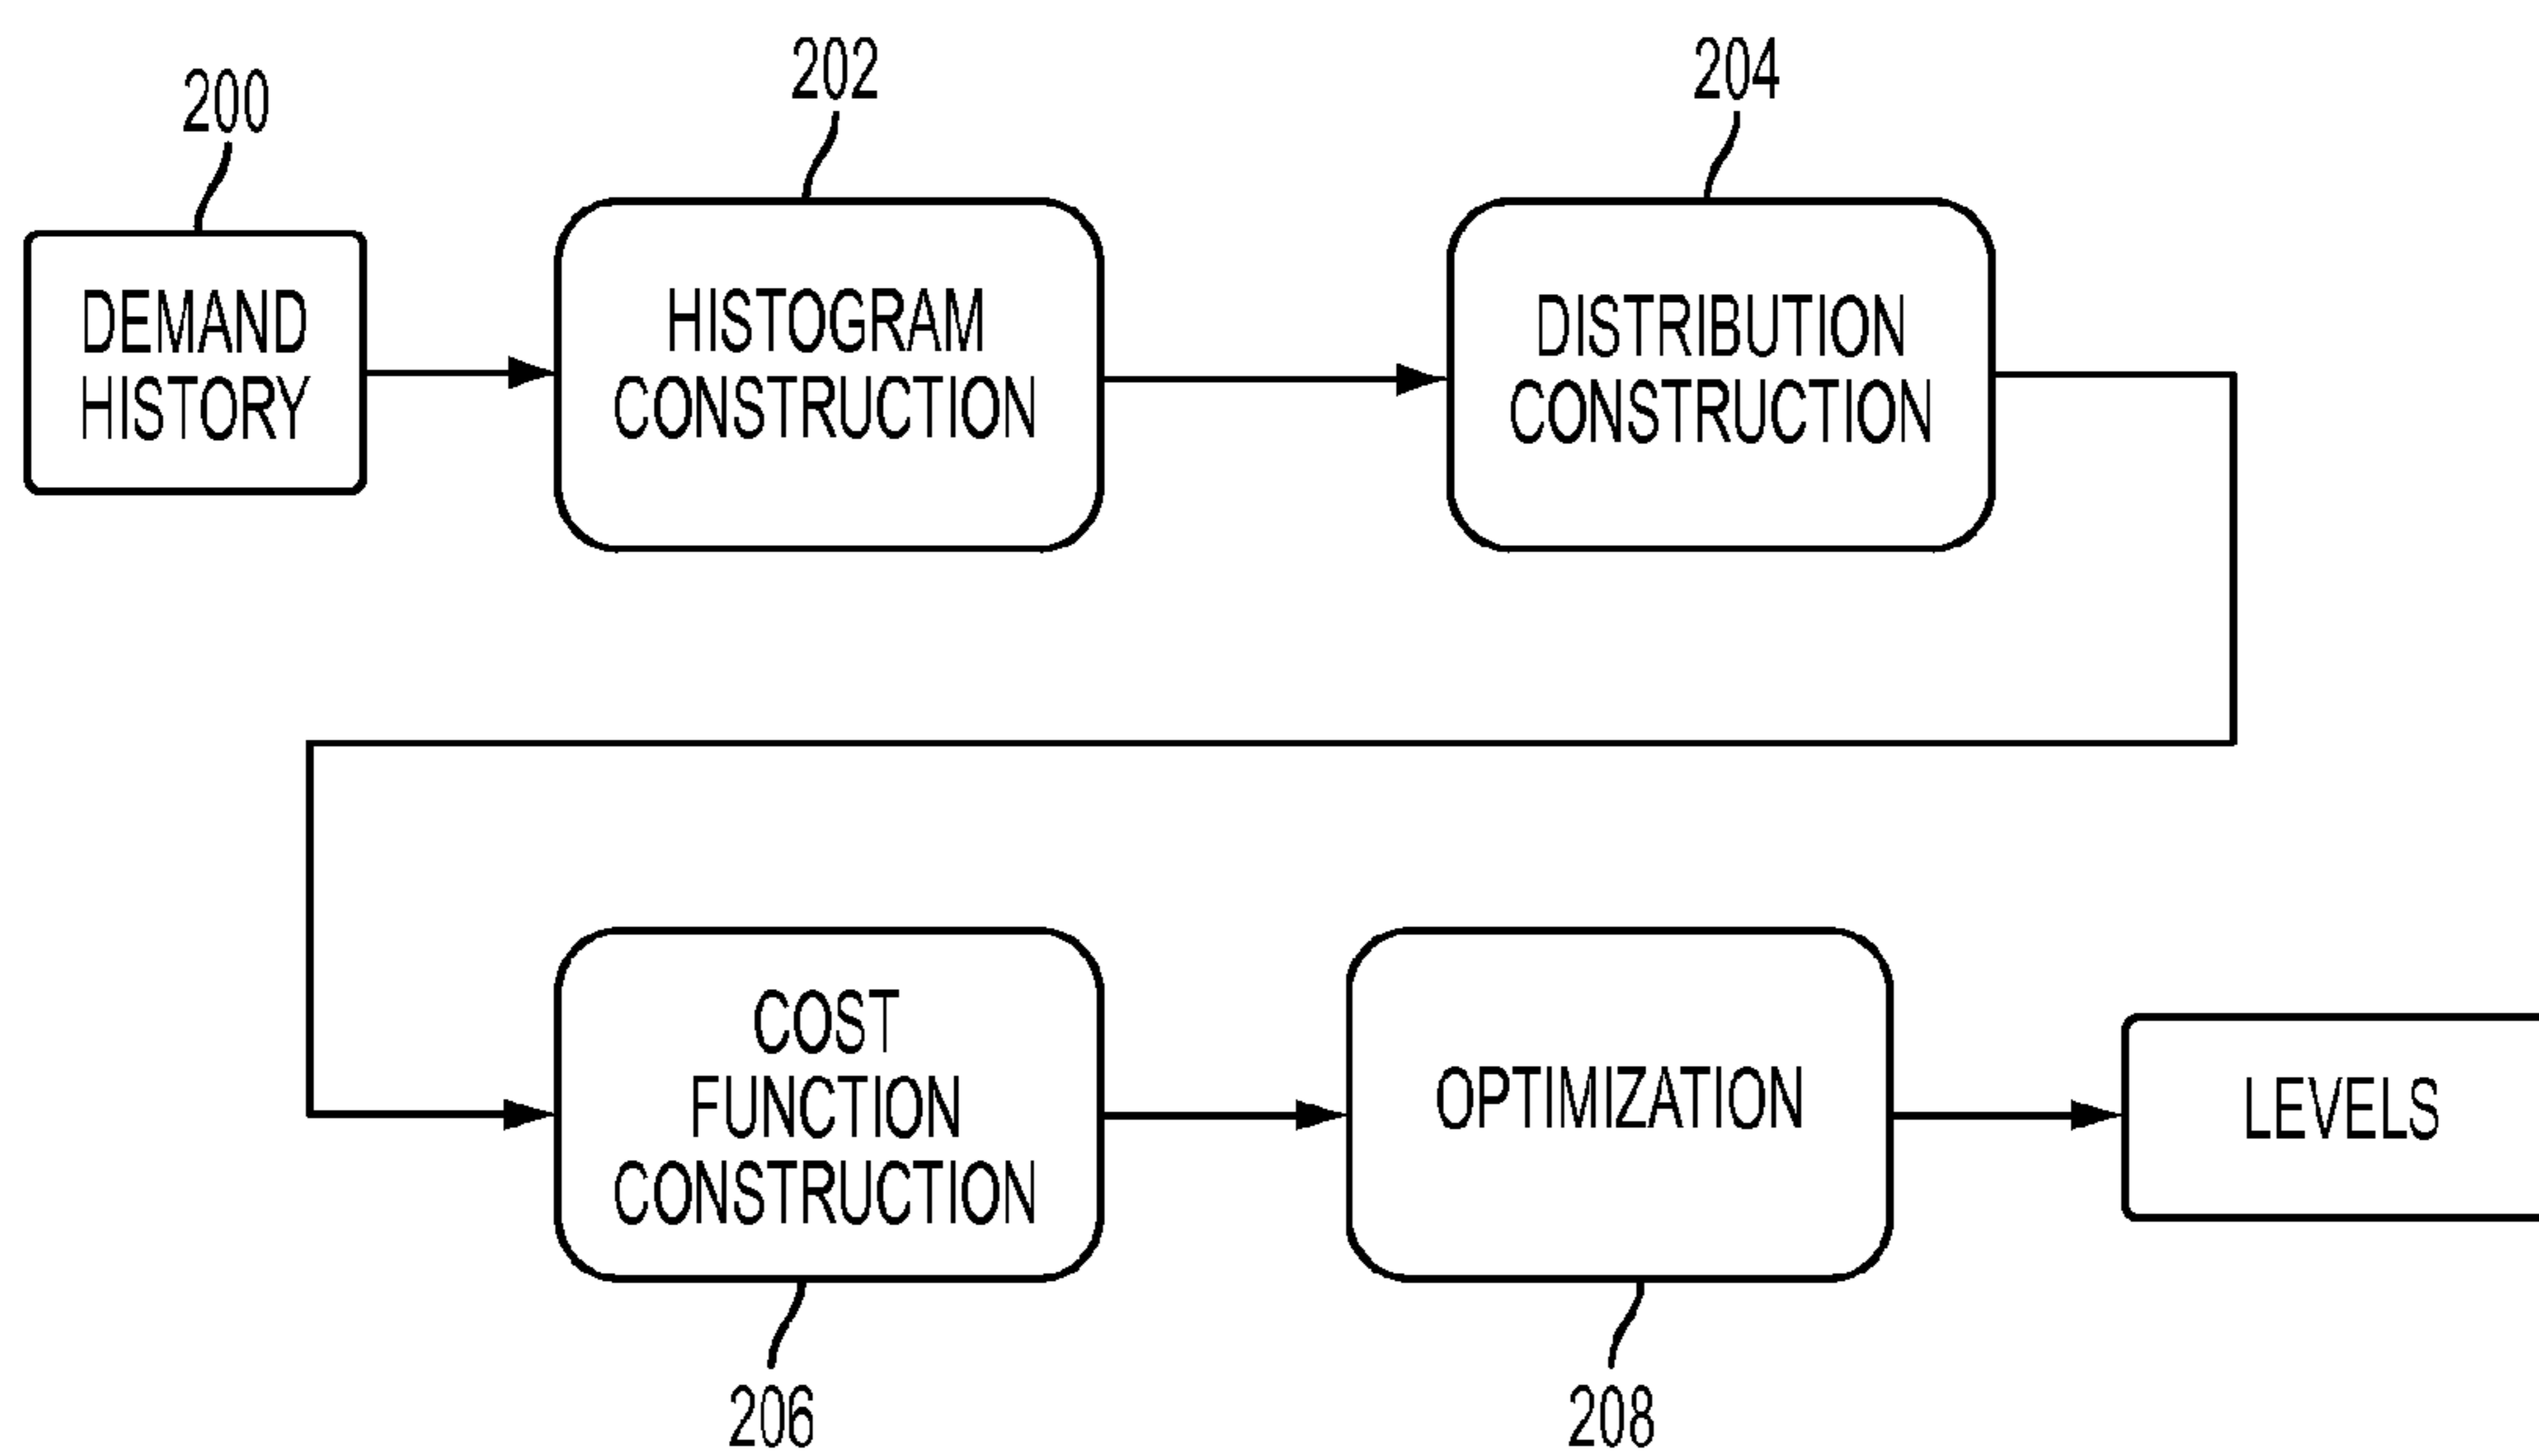 200
202
204
DEMAND
HISTORY
HISTOGRAM
CONSTRUCTION
DISTRIBUTION
CONSTRUCTION
COST
FUNCTION
CONSTRUCTION
OPTIMIZATION
LEVELS
206
208